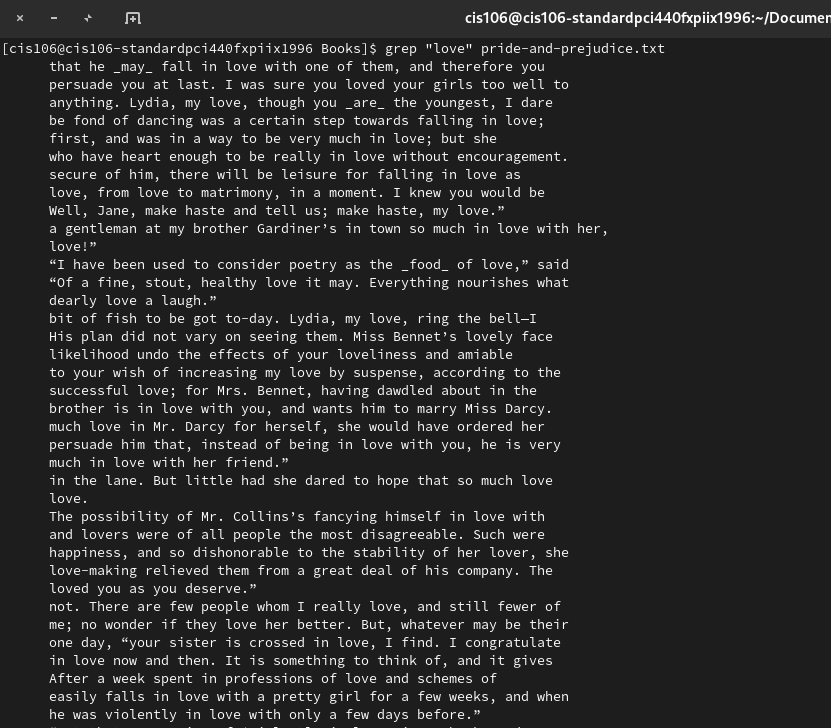 cis106@cis106-standardpci440fxpiix1996:~/Documen
[cis106@cis106-standardpci440fxpiix1996 Books]$ grep "love" pride-and-prejudice.txt
that he _may_ fall in love with one of them, and therefore you
persuade you at last. I was sure you loved your girls too well to
anything. Lydia, my love, though you _are_ the youngest, I dare
be fond of dancing was a certain step towards falling in love;
first, and was in a way to be very much in love; but she
who have heart enough to be really in love without encouragement.
secure of him, there will be leisure for falling in love as
love, from love to matrimony, in a moment. I knew you would be
Well, Jane, make haste and tell us; make haste, my love.”
a gentleman at my brother Gardiner’s in town so much in love with her,
love!”
“I have been used to consider poetry as the _food_ of love,” said
“Of a fine, stout, healthy love it may. Everything nourishes what
dearly love a laugh.”
bit of fish to be got to-day. Lydia, my love, ring the bell—I
His plan did not vary on seeing them. Miss Bennet’s lovely face
likelihood undo the effects of your loveliness and amiable
to your wish of increasing my love by suspense, according to the
successful love; for Mrs. Bennet, having dawdled about in the
brother is in love with you, and wants him to marry Miss Darcy.
much love in Mr. Darcy for herself, she would have ordered her
persuade him that, instead of being in love with you, he is very
much in love with her friend.”
in the lane. But little had she dared to hope that so much love
love.
The possibility of Mr. Collins’s fancying himself in love with
and lovers were of all people the most disagreeable. Such were
happiness, and so dishonorable to the stability of her lover, she
love-making relieved them from a great deal of his company. The
loved you as you deserve.”
not. There are few people whom I really love, and still fewer of
me; no wonder if they love her better. But, whatever may be their
one day, “your sister is crossed in love, I find. I congratulate
in love now and then. It is something to think of, and it gives
After a week spent in professions of love and schemes of
easily falls in love with a pretty girl for a few weeks, and when
he was violently in love with only a few days before.”